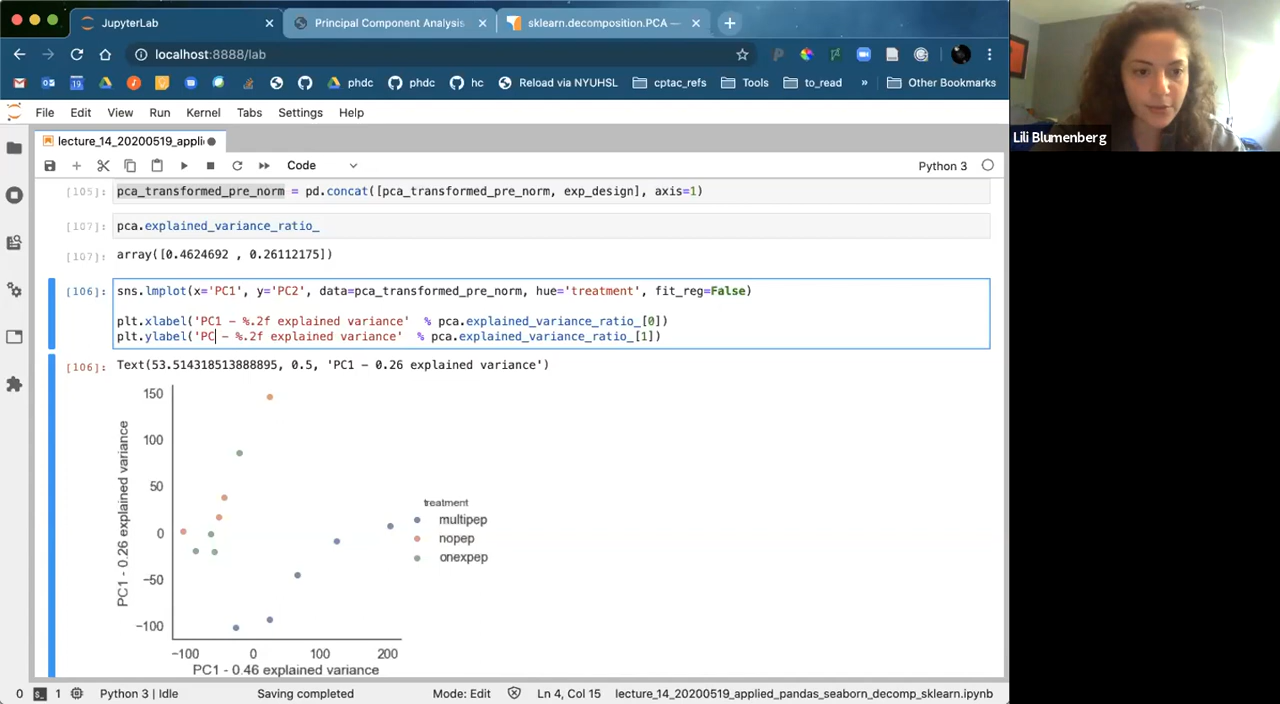 JupyterLab
Principal Component Analysis
sklearn.decomposition.PCA —
localhost:8888/lab
phdc
phdc
hc
Reload via NYUHSL
cptac_refs
Tools
to_read
»
Other Bookmarks
File Edit View Run Kernel Tabs Settings Help
lecture_14_20200519_appli
Code
Python 3
[105]: pca_transformed_pre_norm = pd.concat([pca_transformed_pre_norm, exp_design], axis=1)
[107]: pca.explained_variance_ratio_
[107]: array([0.4624692 , 0.26112175])
[106]: sns.lmplot(x='PC1', y='PC2', data=pca_transformed_pre_norm, hue='treatment', fit_reg=False)
plt.xlabel('PC1 - %.2f explained variance' % pca.explained_variance_ratio_[0])
plt.ylabel('PC - %.2f explained variance' % pca.explained_variance_ratio_[1])
[106]: Text(53.514318513888895, 0.5, 'PC1 - 0.26 explained variance')
150
100
50
0
−50
−100
PC1 - 0.26 explained variance
−100 0 100 200
PC1 - 0.46 explained variance
treatment
multipep
nopep
onexpep
0 1 Python 3 | Idle Saving completed Mode: Edit Ln 4, Col 15 lecture_14_20200519_applied_pandas_seaborn_decomp_sklearn.ipynb
Lili Blumenberg